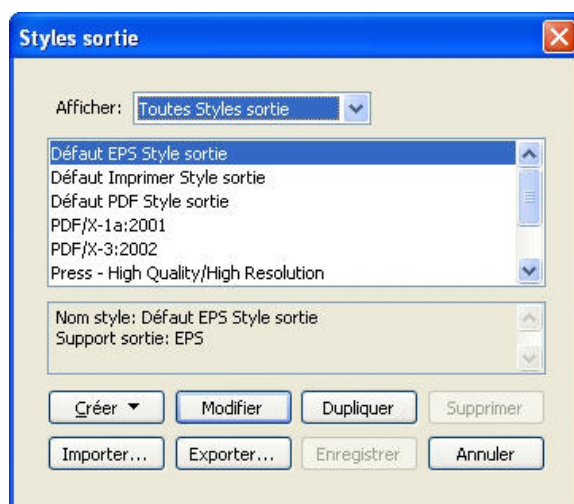 Styles sortie
Afficher: Toutes Styles sortie
Défaut EPS Style sortie
Défaut Imprimer Style sortie
Défaut PDF Style sortie
PDF/X-1a:2001
PDF/X-3:2002
Press - High Quality/High Resolution
Nom style: Défaut EPS Style sortie
Support sortie: EPS
Créer Modifier Dupliquer Supprimer
Importer... Exporter... Enregistrer Annuler